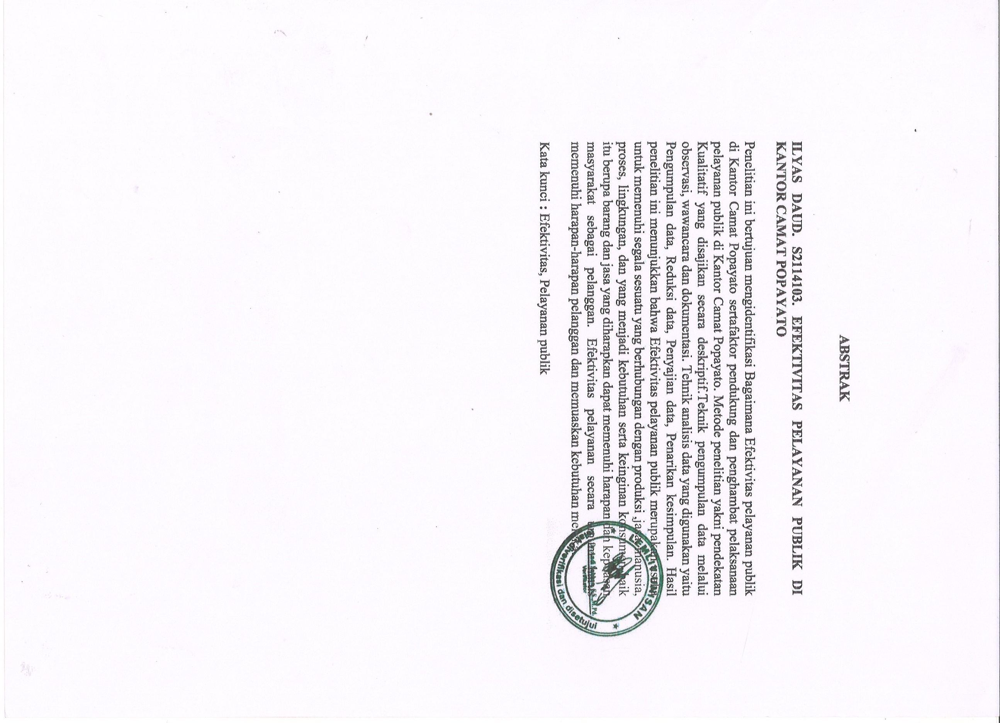 ABSTRAK
ILYAS DAUD. S2114103. EFEKTIVITAS PELAYANAN PUBLIK DI
KANTOR CAMAT POPAYATO
Penelitian ini bertujuan mengidentifikasi Bagaimana Efektivitas pelayanan publik
di Kantor Camat Popayato sertafaktor pendukung dan penghambat pelaksanaan
pelayanan publik di Kantor Camat Popayato. Metode penelitian yakni pendekatan
Kualitatif yang disajikan secara deskriptif.Teknik pengumpulan data melalui
observasi, wawancara dan dokumentasi. Tehnik analisis data yang digunakan yaitu
Pengumpulan data, Reduksi data, Penyajian data, Penarikan kesimpulan. Hasil
penelitian ini menunjukkan bahwa Efektivitas pelayanan publik merupakan
untuk memenuhi segala sesuatu yang berhubungan dengan produksi ,jasa manusia,
proses, lingkungan, dan yang menjadi kebutuhan serta keinginan konsumen baik
itu berupa barang dan jasa yang diharapkan dapat memenuhi harapan dan
masyarakat sebagai pelanggan. Efektivitas pelayanan secara
memenuhi harapan-harapan pelanggan dan memuaskan kebutuhan
Kata kunci : Efektivitas, Pelayanan publik
LEMLIT UNISAN
diverifikasi dan disetujui
M.Pd.
Verifikator